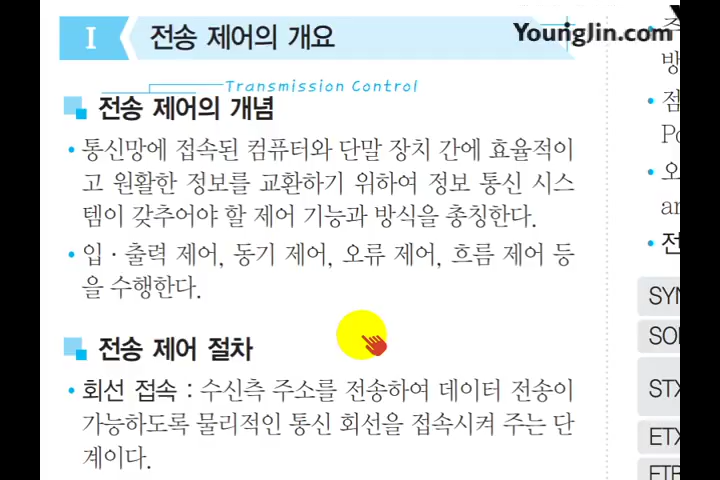 I 전송 제어의 개요
YoungJin.com
Transmission Control
전송 제어의 개념
• 통신망에 접속된 컴퓨터와 단말 장치 간에 효율적이
고 원활한 정보를 교환하기 위하여 정보 통신 시스
템이 갖추어야 할 제어 기능과 방식을 총칭한다.
• 입·출력 제어, 동기 제어, 오류 제어, 흐름 제어 등
을 수행한다.
전송 제어 절차
• 회선 접속 : 수신측 주소를 전송하여 데이터 전송이
가능하도록 물리적인 통신 회선을 접속시켜 주는 단
계이다.
• 점
• 오
• 전